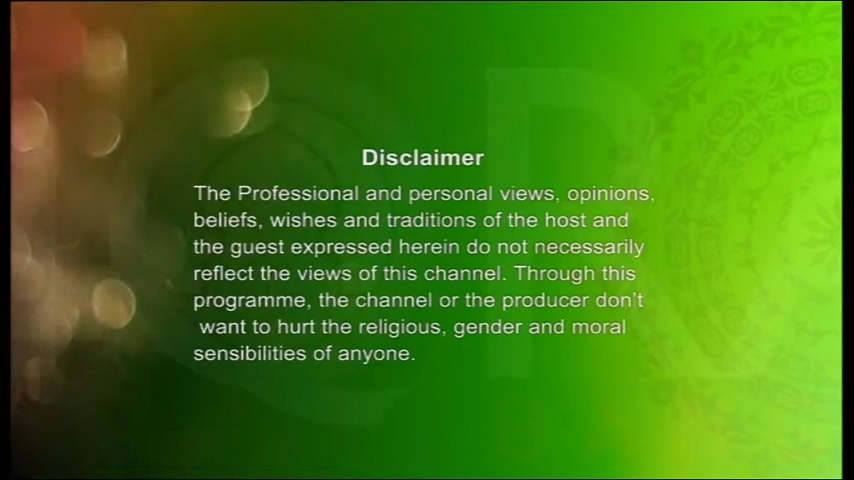 Disclaimer
The Professional and personal views, opinions,
beliefs, wishes and traditions of the host and
the guest expressed herein do not necessarily
reflect the views of this channel. Through this
programme, the channel or the producer don't
want to hurt the religious, gender and moral
sensibilities of anyone.